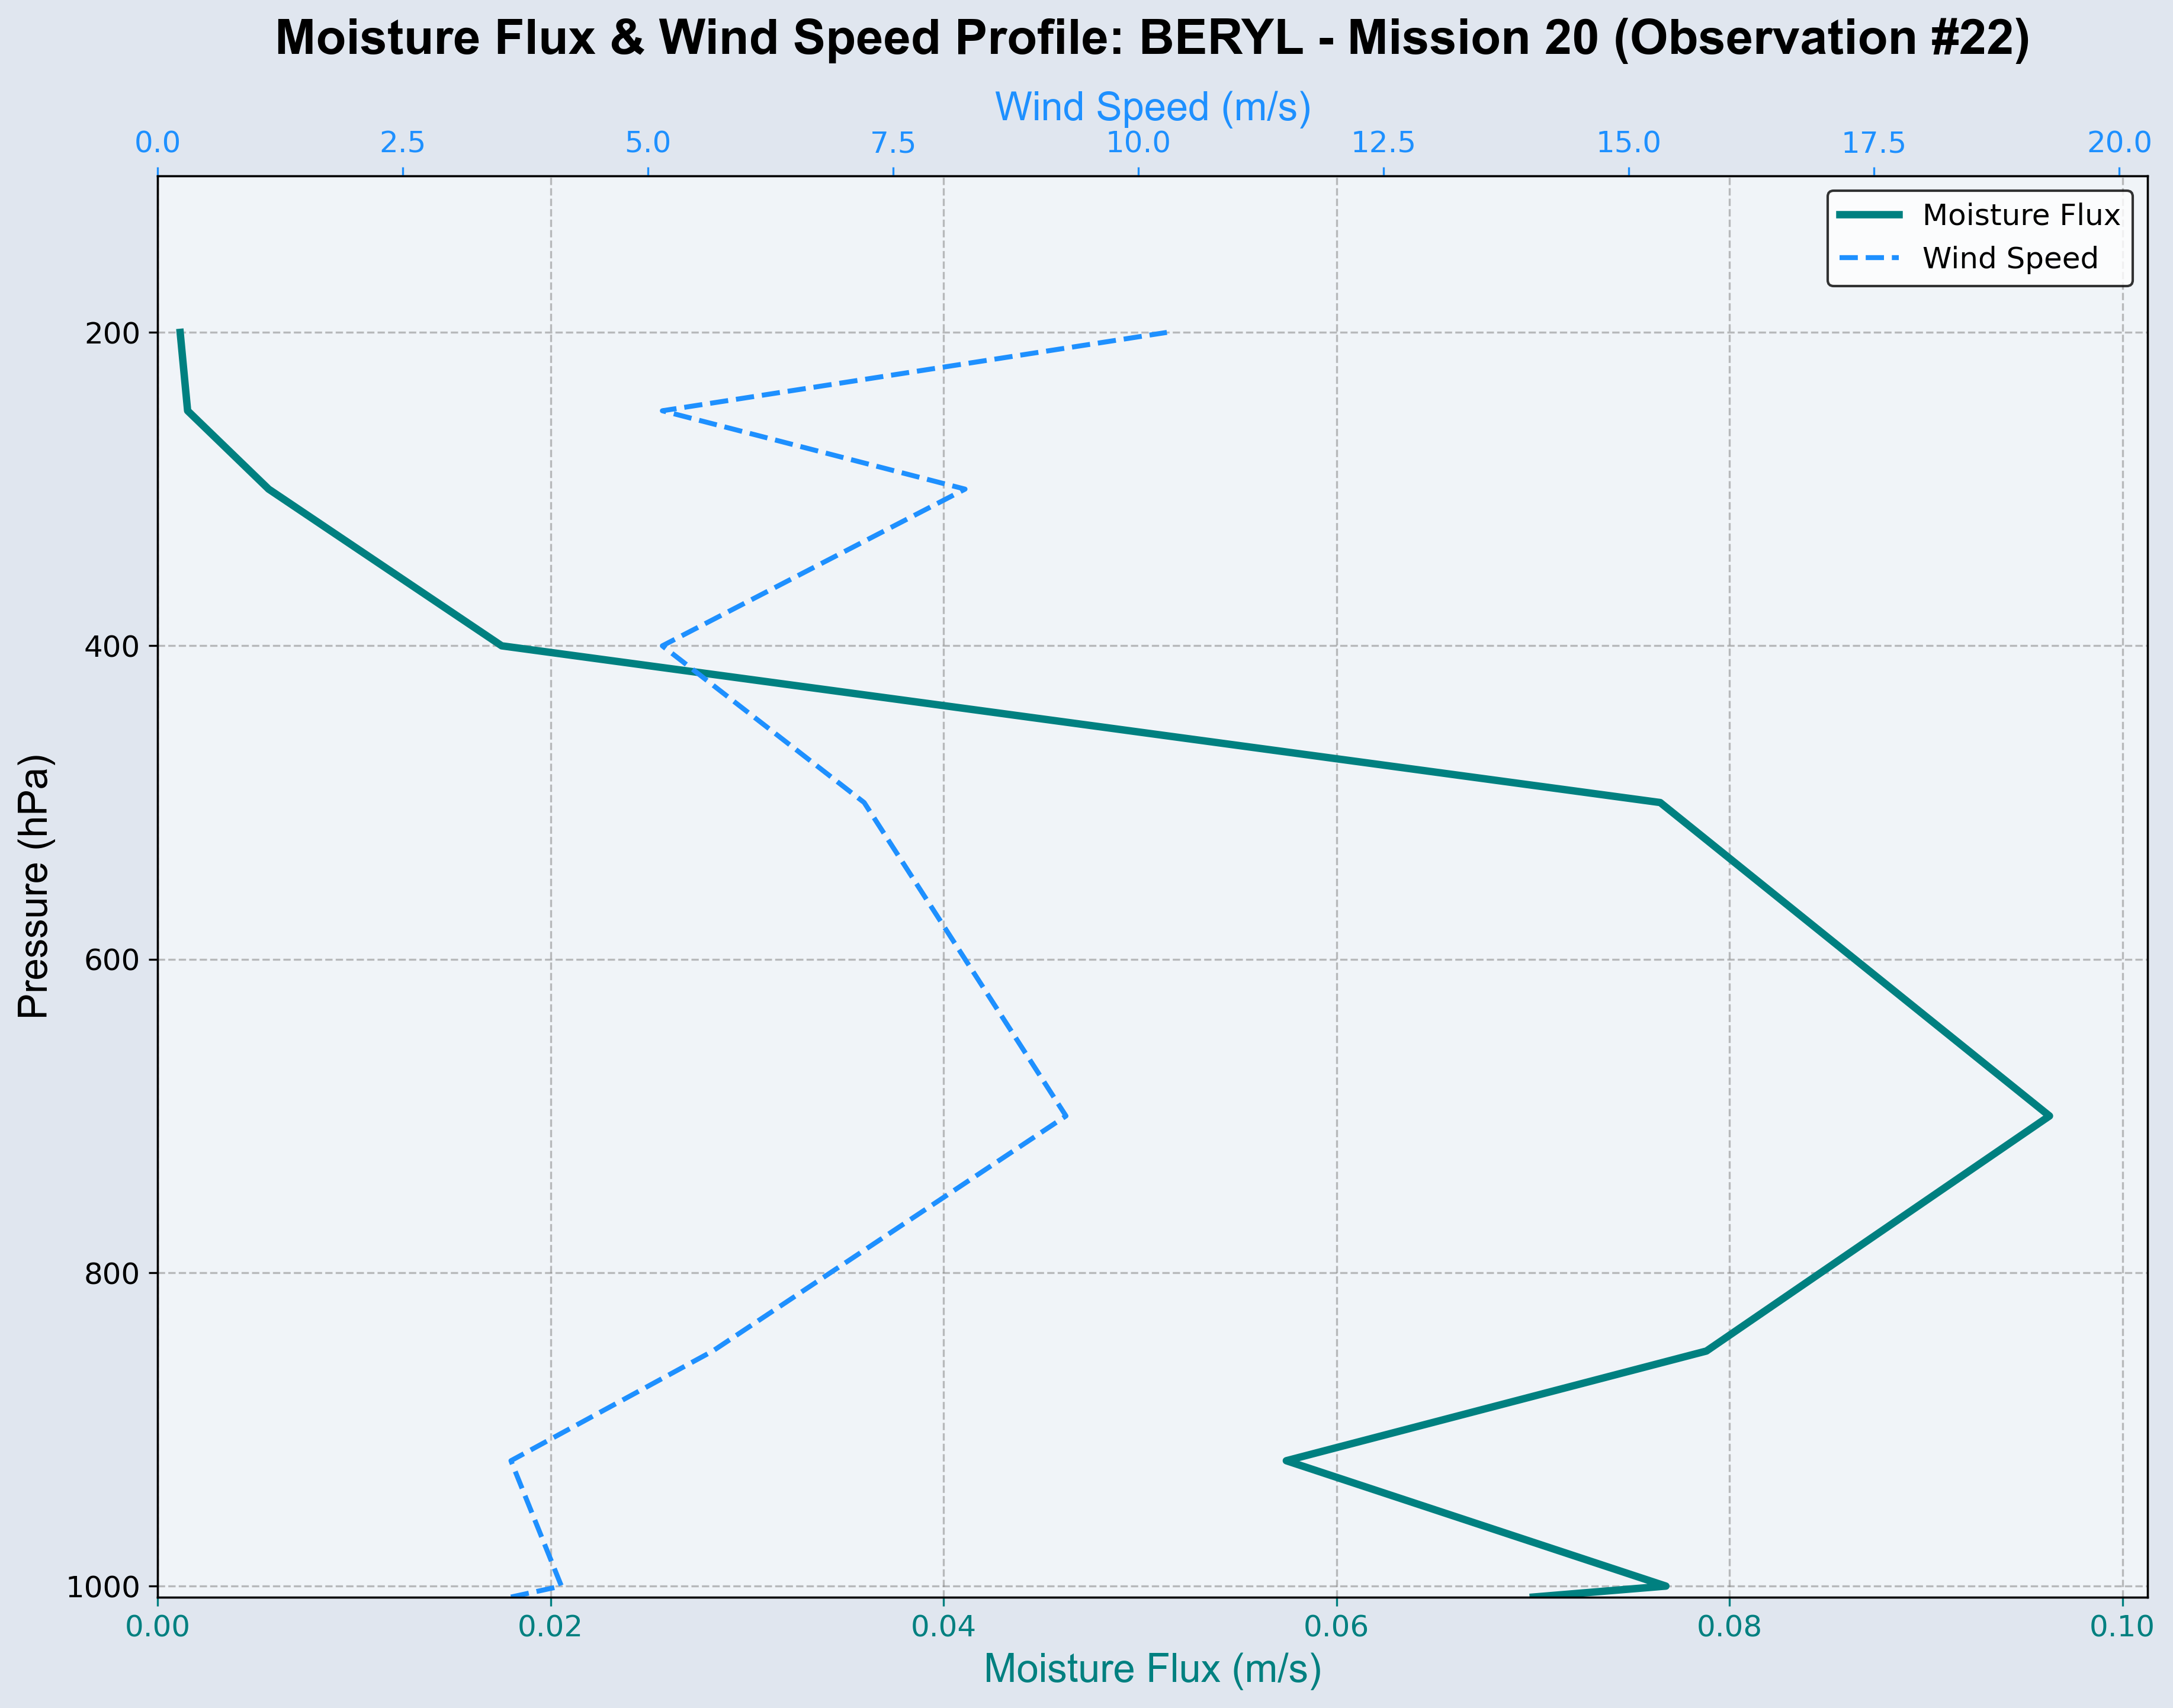 Moisture Flux & Wind Speed Profile: BERYL - Mission 20 (Observation #22)
Wind Speed (m/s)
0.0 2.5 5.0 7.5 10.0 12.5 15.0 17.5 20.0
Moisture Flux
Wind Speed
Pressure (hPa)
200
400
600
800
1000
0.00 0.02 0.04 0.06 0.08 0.10
Moisture Flux (m/s)